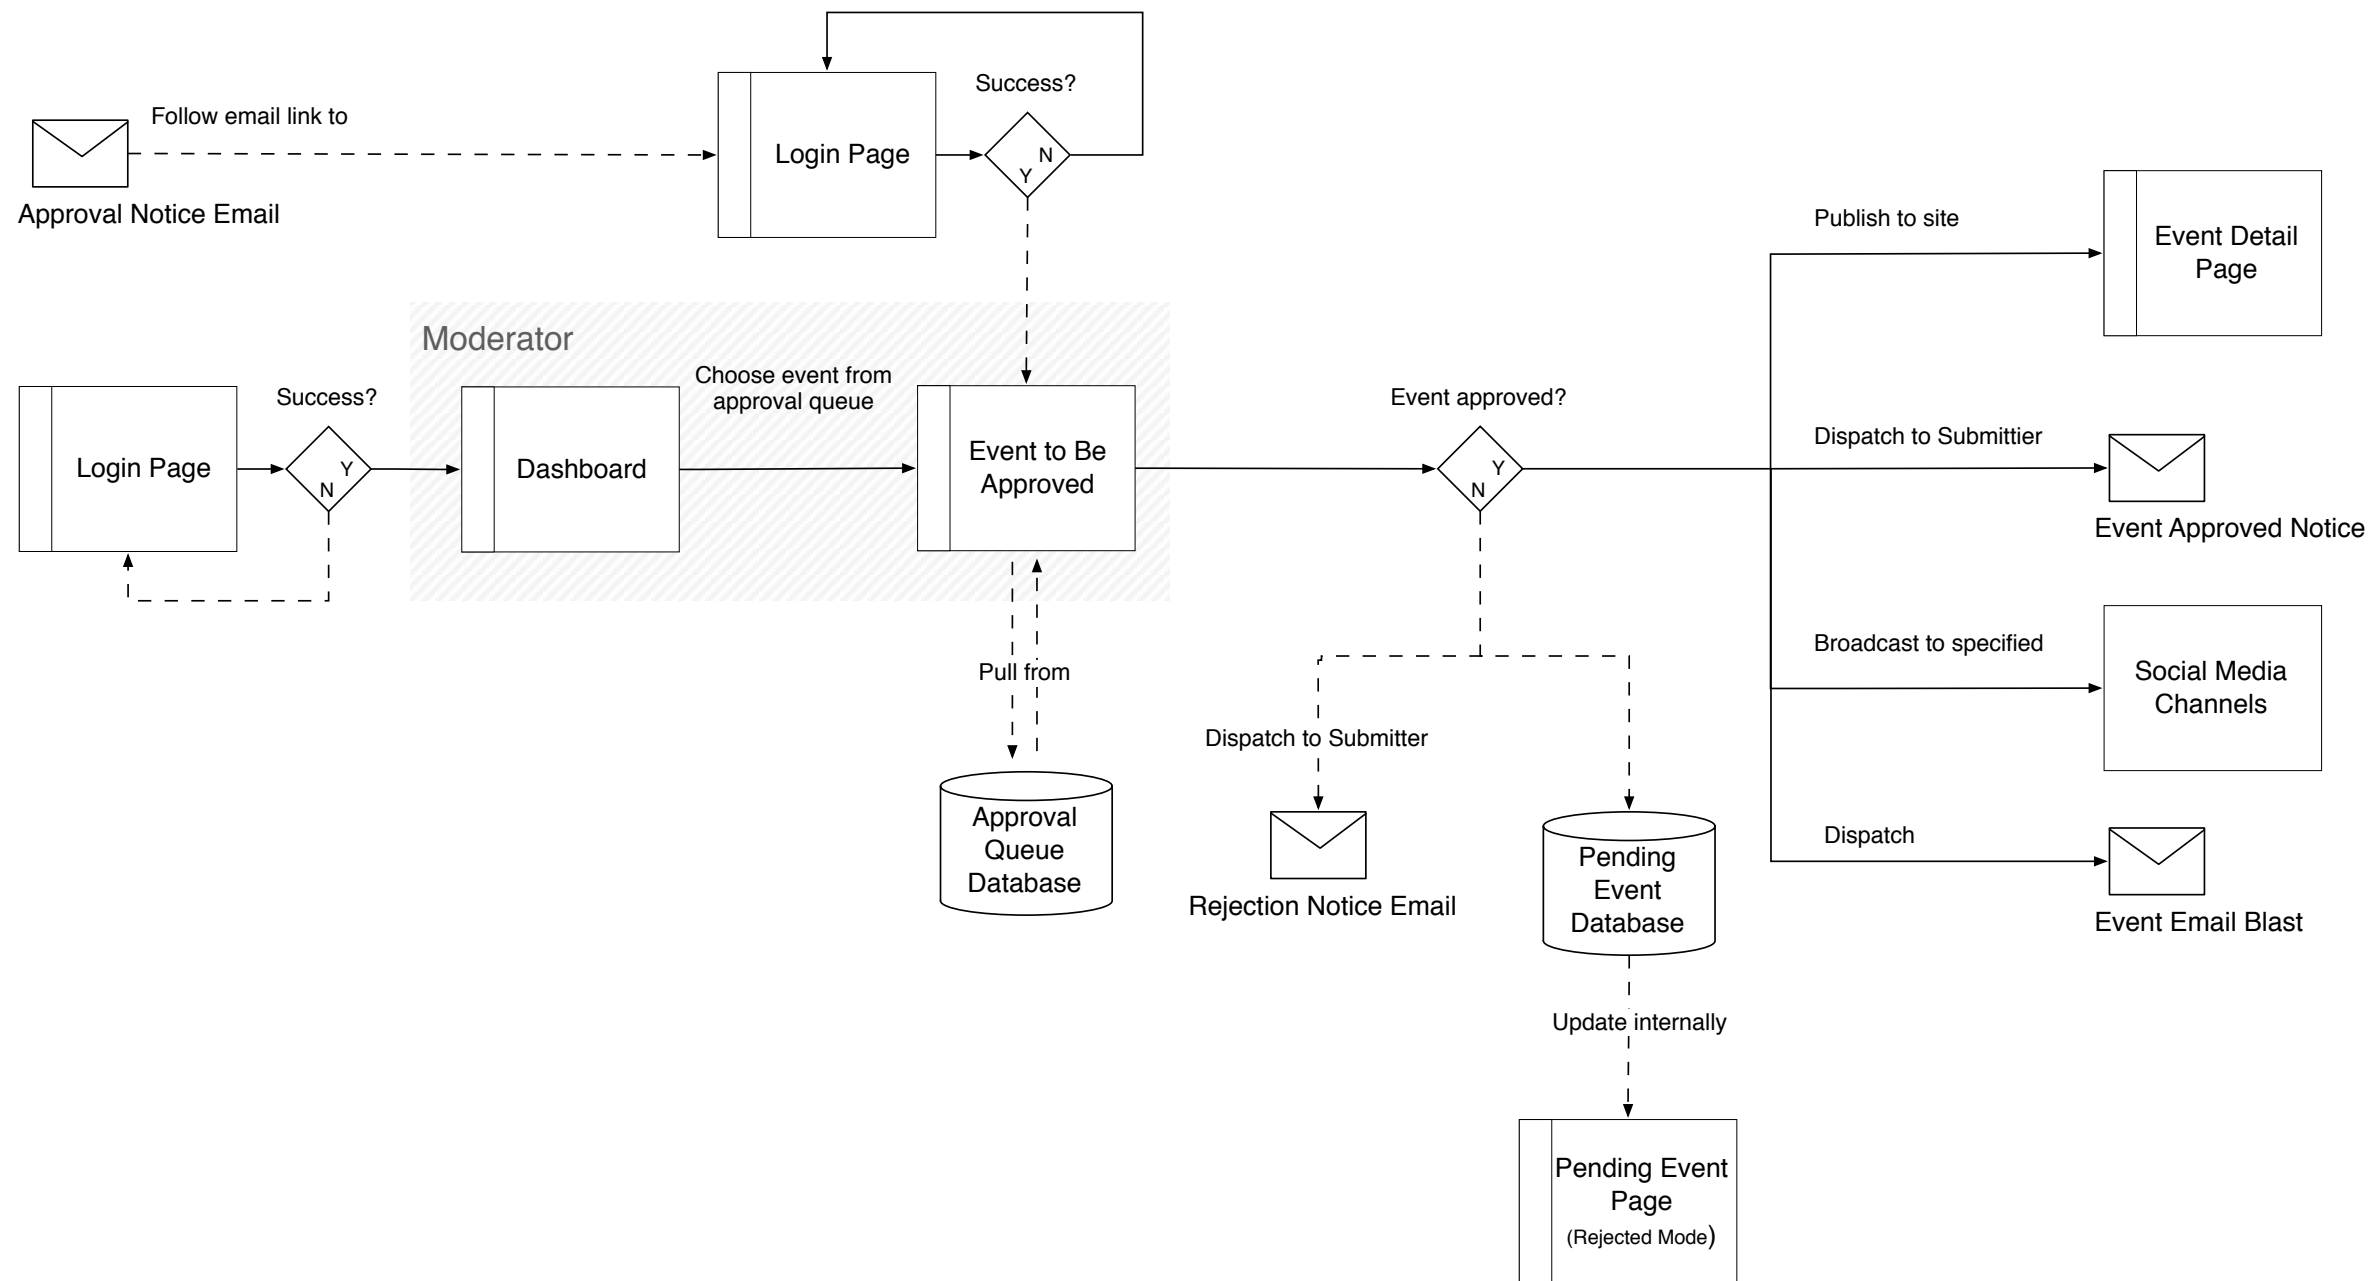 Success?
Follow email link to
Login Page
N
Y
Approval Notice Email
Publish to site
Event Detail
Page
Moderator
Choose event from
approval queue
Success?
Event approved?
Login Page
Y
N
Dashboard
Event to Be
Approved
Y
N
Dispatch to Submittier
Event Approved Notice
Pull from
Broadcast to specified
Social Media
Channels
Dispatch to Submitter
Approval
Queue
Database
Rejection Notice Email
Pending
Event
Database
Dispatch
Event Email Blast
Update internally
Pending Event
Page
(Rejected Mode)